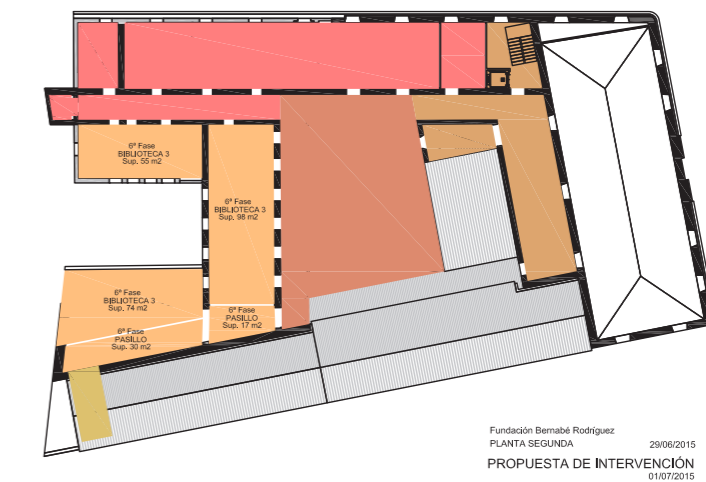 6ª Fase
BIBLIOTECA 3
Sup. 55 m2
6ª Fase
BIBLIOTECA 3
Sup. 98 m2
6ª Fase
BIBLIOTECA 3
Sup. 74 m2
6ª Fase
PASILLO
Sup. 17 m2
6ª Fase
PASILLO
Sup. 30 m2
Fundación Bernabé Rodríguez
PLANTA SEGUNDA 29/06/2015
PROPUESTA DE INTERVENCIÓN
01/07/2015